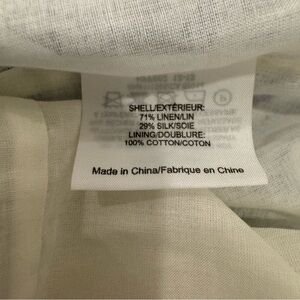 SHELL/EXTÉRIEUR:
71% LINEN/LIN
29% SILK/SOIE
LINING/DOUBLURE:
100% COTTON/COTON
Made in China/Fabriqué en Chine